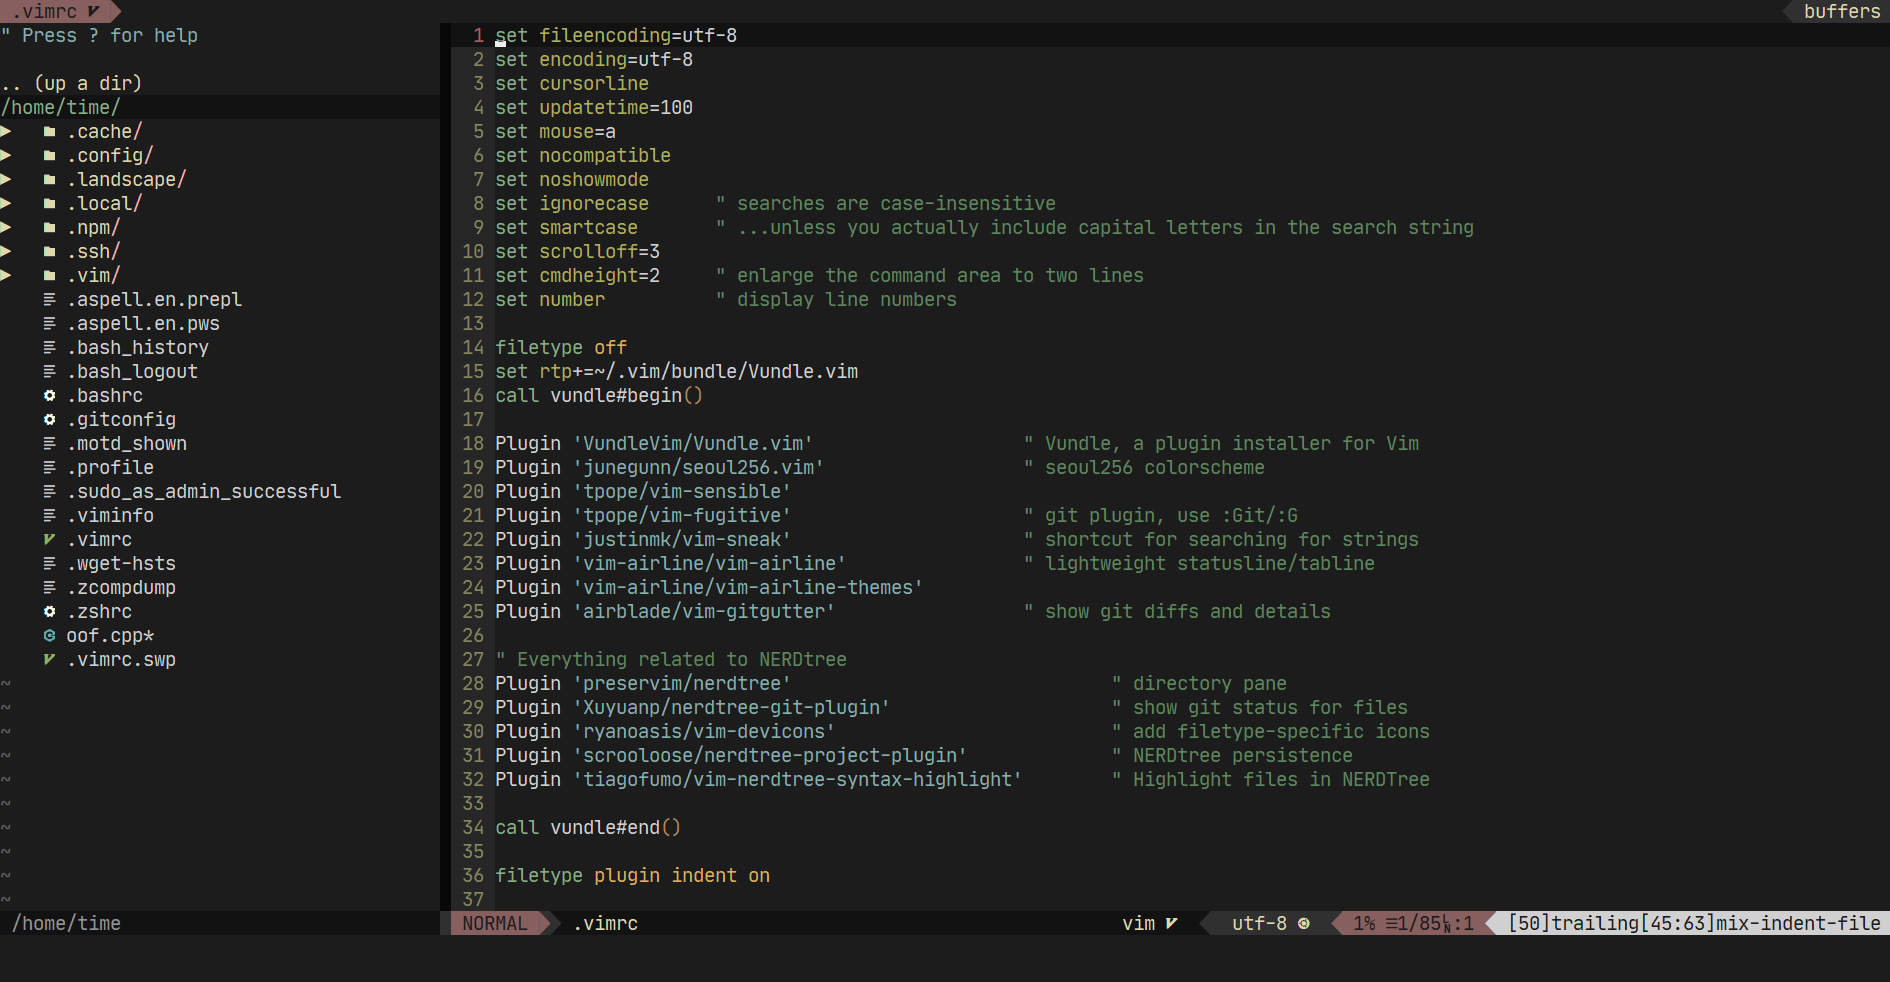 .vimrc
buffers
" Press ? for help
.. (up a dir)
/home/time/
.cache/
.config/
.landscape/
.local/
.npm/
.ssh/
.vim/
.aspell.en.prepl
.aspell.en.pws
.bash_history
.bash_logout
.bashrc
.gitconfig
.motd_shown
.profile
.sudo_as_admin_successful
.viminfo
.vimrc
.wget-hsts
.zcompdump
.zshrc
oof.cpp*
.vimrc.swp
~
~
~
~
~
~
~
~
~
~
/home/time
1 set fileencoding=utf-8
2 set encoding=utf-8
3 set cursorline
4 set updatetime=100
5 set mouse=a
6 set nocompatible
7 set noshowmode
8 set ignorecase      " searches are case-insensitive
9 set smartcase       " ...unless you actually include capital letters in the search string
10 set scrolloff=3
11 set cmdheight=2     " enlarge the command area to two lines
12 set number          " display line numbers
13
14 filetype off
15 set rtp+=~/.vim/bundle/Vundle.vim
16 call vundle#begin()
17
18 Plugin 'VundleVim/Vundle.vim'                   " Vundle, a plugin installer for Vim
19 Plugin 'junegunn/seoul256.vim'                  " seoul256 colorscheme
20 Plugin 'tpope/vim-sensible'
21 Plugin 'tpope/vim-fugitive'                     " git plugin, use :Git/:G
22 Plugin 'justinmk/vim-sneak'                     " shortcut for searching for strings
23 Plugin 'vim-airline/vim-airline'                " lightweight statusline/tabline
24 Plugin 'vim-airline/vim-airline-themes'
25 Plugin 'airblade/vim-gitgutter'                 " show git diffs and details
26
27 " Everything related to NERDtree
28 Plugin 'preservim/nerdtree'                             " directory pane
29 Plugin 'Xuyuanp/nerdtree-git-plugin'                    " show git status for files
30 Plugin 'ryanoasis/vim-devicons'                         " add filetype-specific icons
31 Plugin 'scrooloose/nerdtree-project-plugin'             " NERDtree persistence
32 Plugin 'tiagofumo/vim-nerdtree-syntax-highlight'        " Highlight files in NERDTree
33
34 call vundle#end()
35
36 filetype plugin indent on
37
NORMAL .vimrc vim utf-8 1% ☰1/85␤:1 [50]trailing[45:63]mix-indent-file